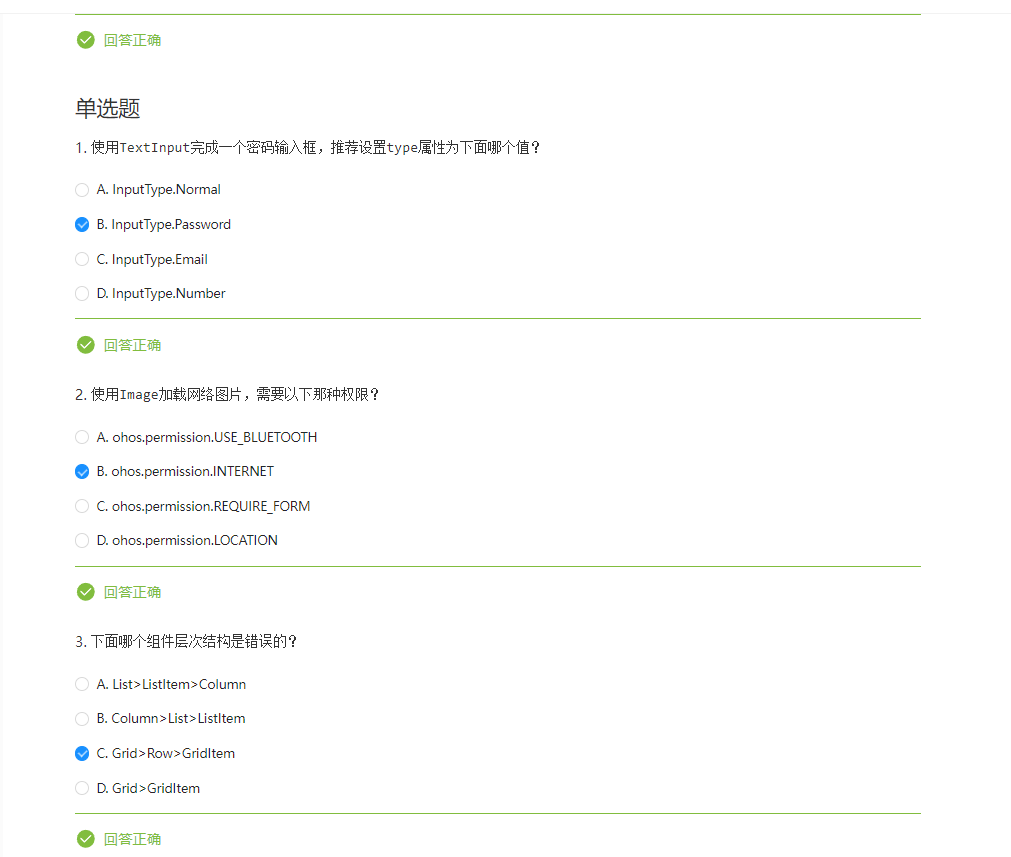 回答正确
单选题
1. 使用TextInput完成一个密码输入框，推荐设置type属性为下面哪个值？
A. InputType.Normal
B. InputType.Password
C. InputType.Email
D. InputType.Number
回答正确
2. 使用Image加载网络图片，需要以下那种权限？
A. ohos.permission.USE_BLUETOOTH
B. ohos.permission.INTERNET
C. ohos.permission.REQUIRE_FORM
D. ohos.permission.LOCATION
回答正确
3. 下面哪个组件层次结构是错误的？
A. List>ListItem>Column
B. Column>List>ListItem
C. Grid>Row>GridItem
D. Grid>GridItem
回答正确